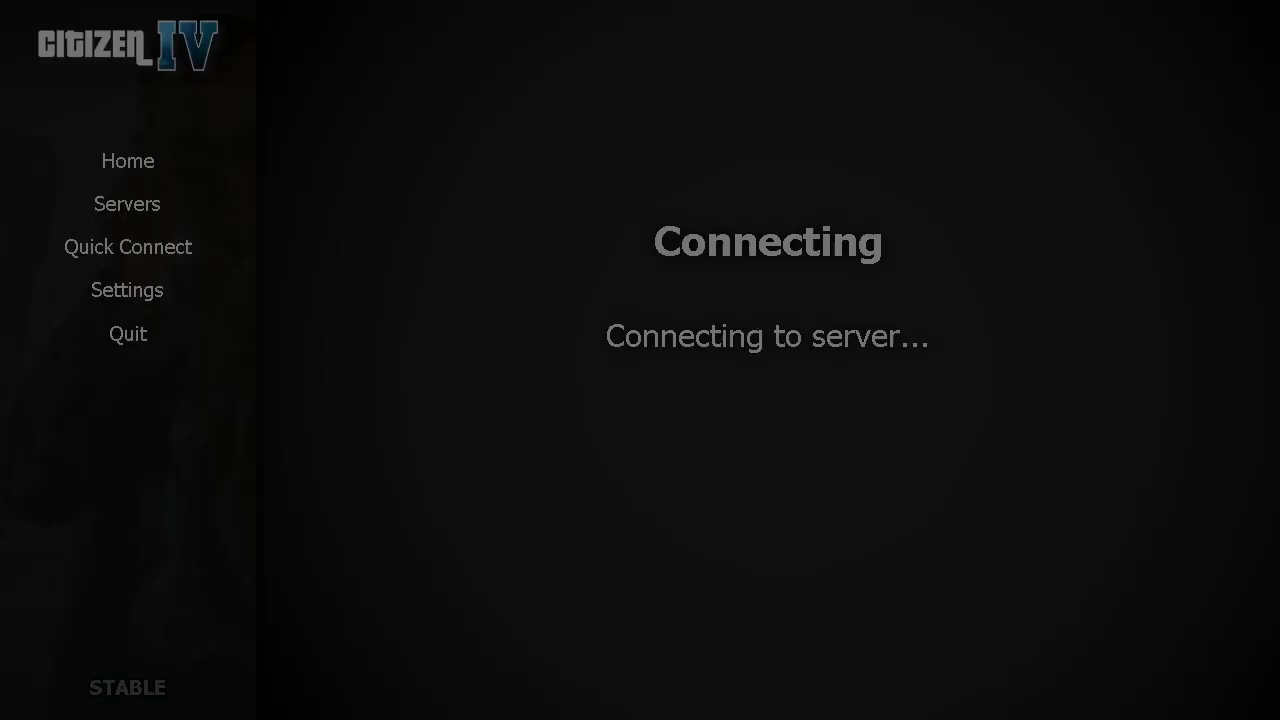 CITIZEN IV
Home
Servers
Quick Connect
Settings
Quit
Connecting
Connecting to server...
STABLE